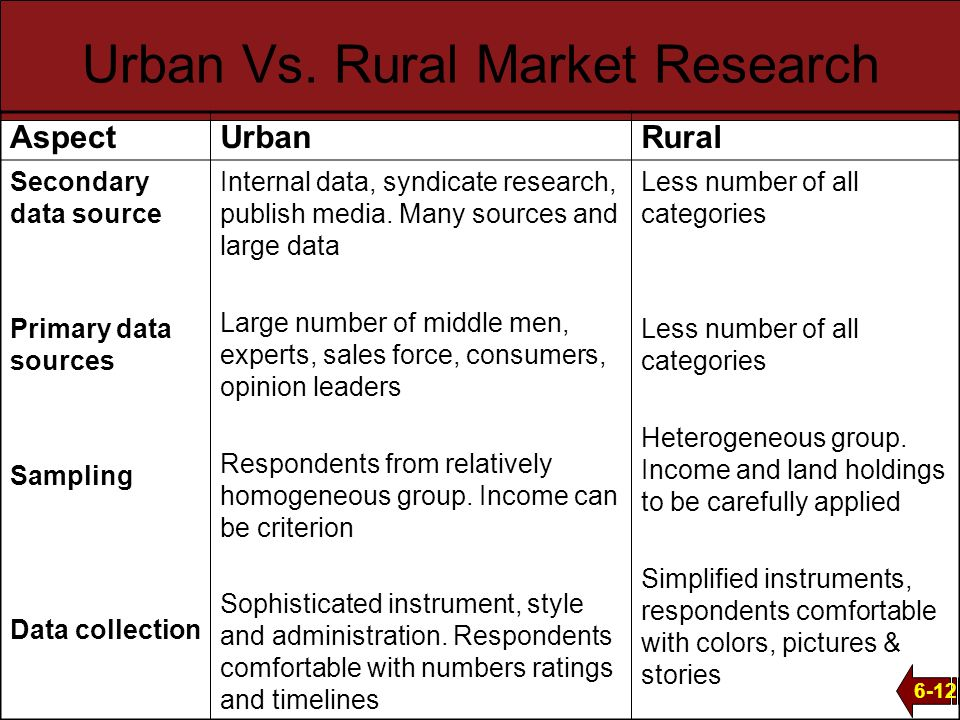 Urban Vs. Rural Market Research
Aspect
Urban
Rural
Secondary
data source
Internal data, syndicate research,
publish media. Many sources and
large data
Less number of all
categories
Primary data
sources
Large number of middle men,
experts, sales force, consumers,
opinion leaders
Less number of all
categories
Sampling
Respondents from relatively
homogeneous group. Income can
be criterion
Heterogeneous group.
Income and land holdings
to be carefully applied
Data collection
Sophisticated instrument, style
and administration. Respondents
comfortable with numbers ratings
and timelines
Simplified instruments,
respondents comfortable
with colors, pictures &
stories
6-12